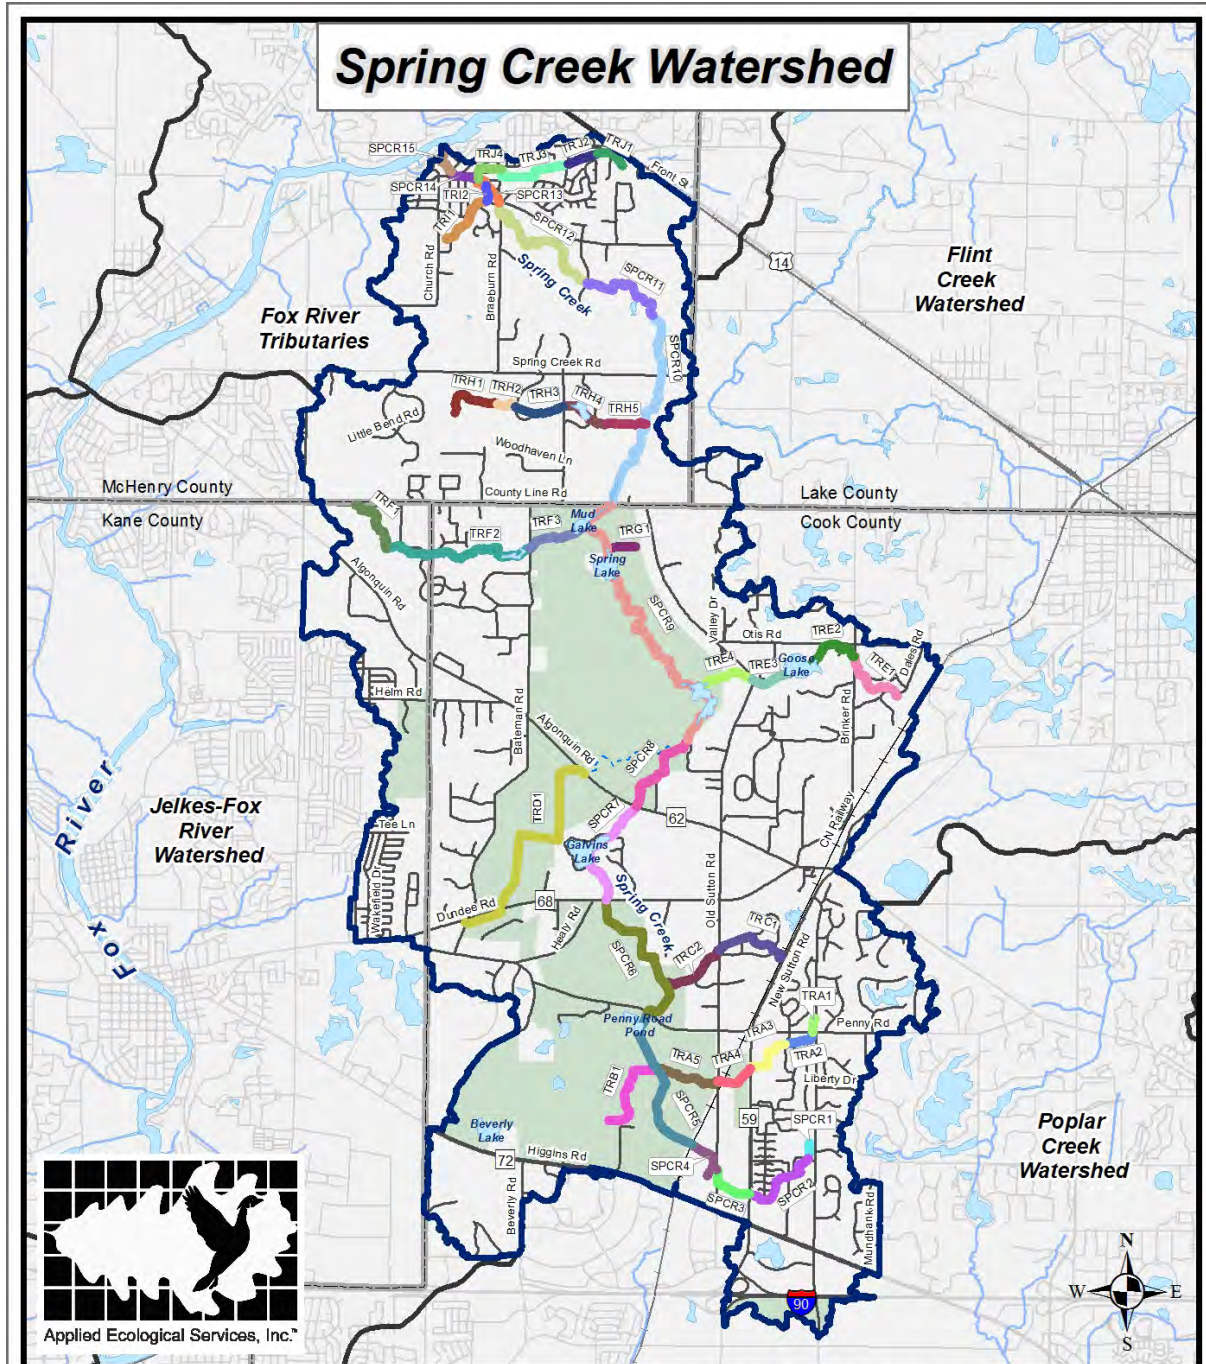 Spring Creek Watershed
SPCR15
TRJ4
TRJ3
TRJ2
TRJ1
Front St
SPCR14
TRI2
SPCR13
TRI1
SPCR12
Church Rd
Braeburn Rd
Spring Creek
SPCR11
14
Flint
Creek
Watershed
Fox River
Tributaries
SPCR10
Spring Creek Rd
TRH1
TRH2
TRH3
TRH4
TRH5
Little Bend Rd
Woodhaven Ln
McHenry County
County Line Rd
Lake County
Kane County
Cook County
TRF1
TRF2
TRF3
Mud
Lake
TRG1
Spring
Lake
Algonquin Rd
SPCR9
Valley Dr
Otis Rd
TRE2
TRE4
TRE3
Goose
Lake
TRE1
Dales Rd
Helm Rd
Bateman Rd
Algonquin Rd
SPCR8
Brinker Rd
Fox River
Jelkes-Fox
River
Watershed
TRD1
SPCR7
62
CN Railway
Tee Ln
Galvins
Lake
Wakefield Dr
Spring Creek
Old Sutton Rd
Dundee Rd
68
Healy Rd
SPCR6
TRC2
TRC1
New Sutton Rd
TRA1
Penny Road
Pond
TRA3
Penny Rd
TRA2
TRA5
TRA4
TRB1
Liberty Dr
SPCR5
59
SPCR1
Beverly
Lake
Poplar
Creek
Watershed
72
Higgins Rd
SPCR4
SPCR3
SPCR2
Beverly Rd
Mundhank Rd
90
N
W
E
S
Applied Ecological Services, Inc.™